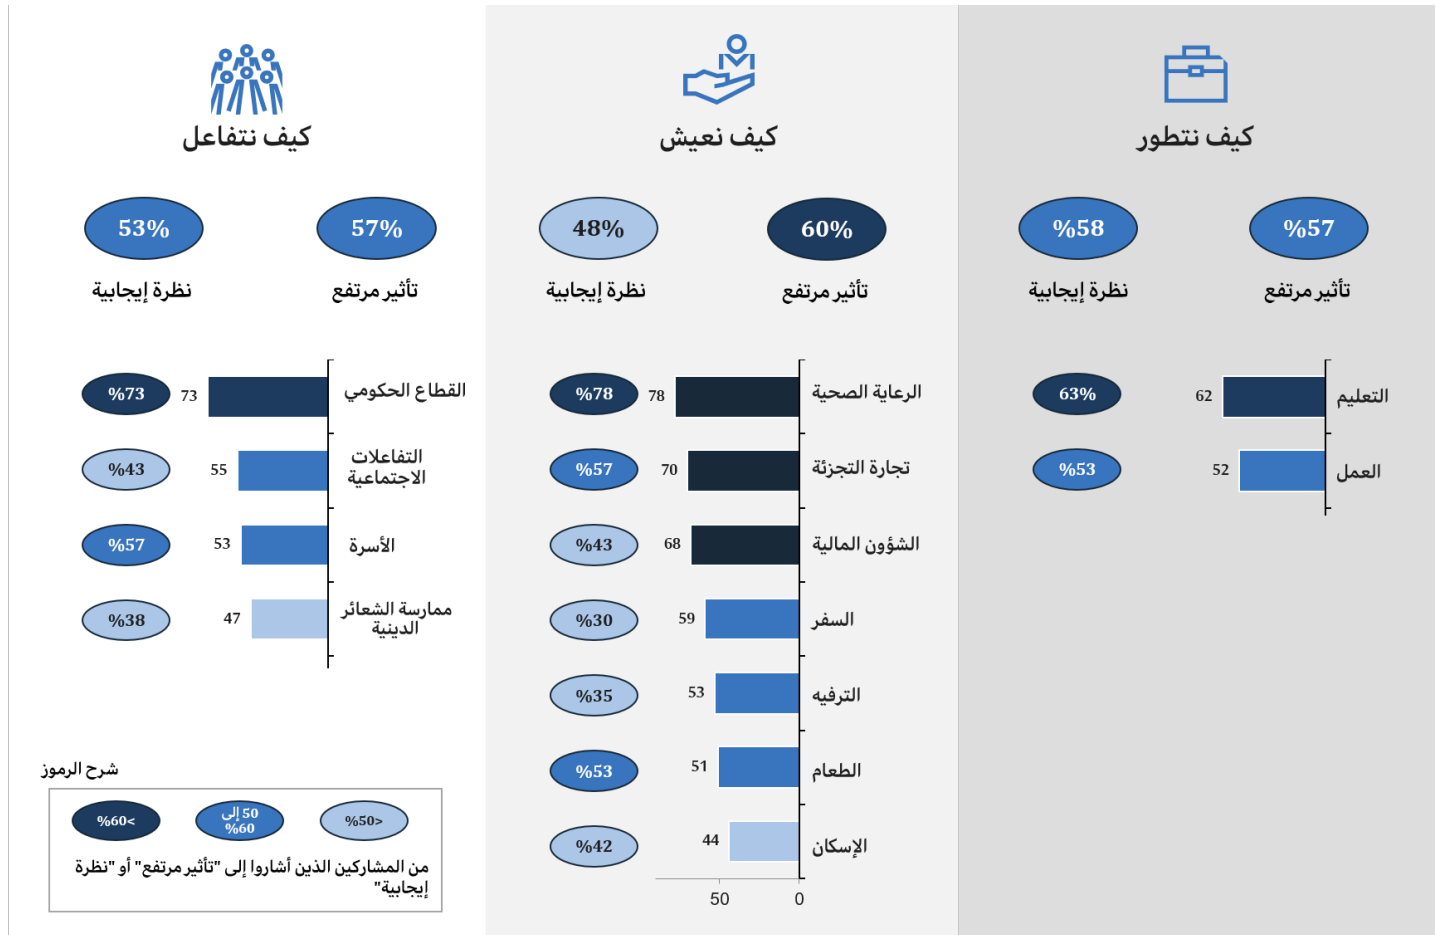 كيف نتطور
%57
%58
تأثير مرتفع
نظرة إيجابية
التعليم
62
63%
العمل
52
%53
كيف نعيش
60%
48%
تأثير مرتفع
نظرة إيجابية
الرعاية الصحية
78
%78
تجارة التجزئة
70
%57
الشؤون المالية
68
%43
السفر
59
%30
الترفيه
53
%35
الطعام
51
%53
الإسكان
44
%42
0
50
كيف نتفاعل
57%
53%
تأثير مرتفع
نظرة إيجابية
القطاع الحكومي
73
%73
التفاعلات
الاجتماعية
55
%43
الأسرة
53
%57
ممارسة الشعائر
الدينية
47
%38
شرح الرموز
%50<
50 إلى
%60
%60>
من المشاركين الذين أشاروا إلى "تأثير مرتفع" أو "نظرة
إيجابية"